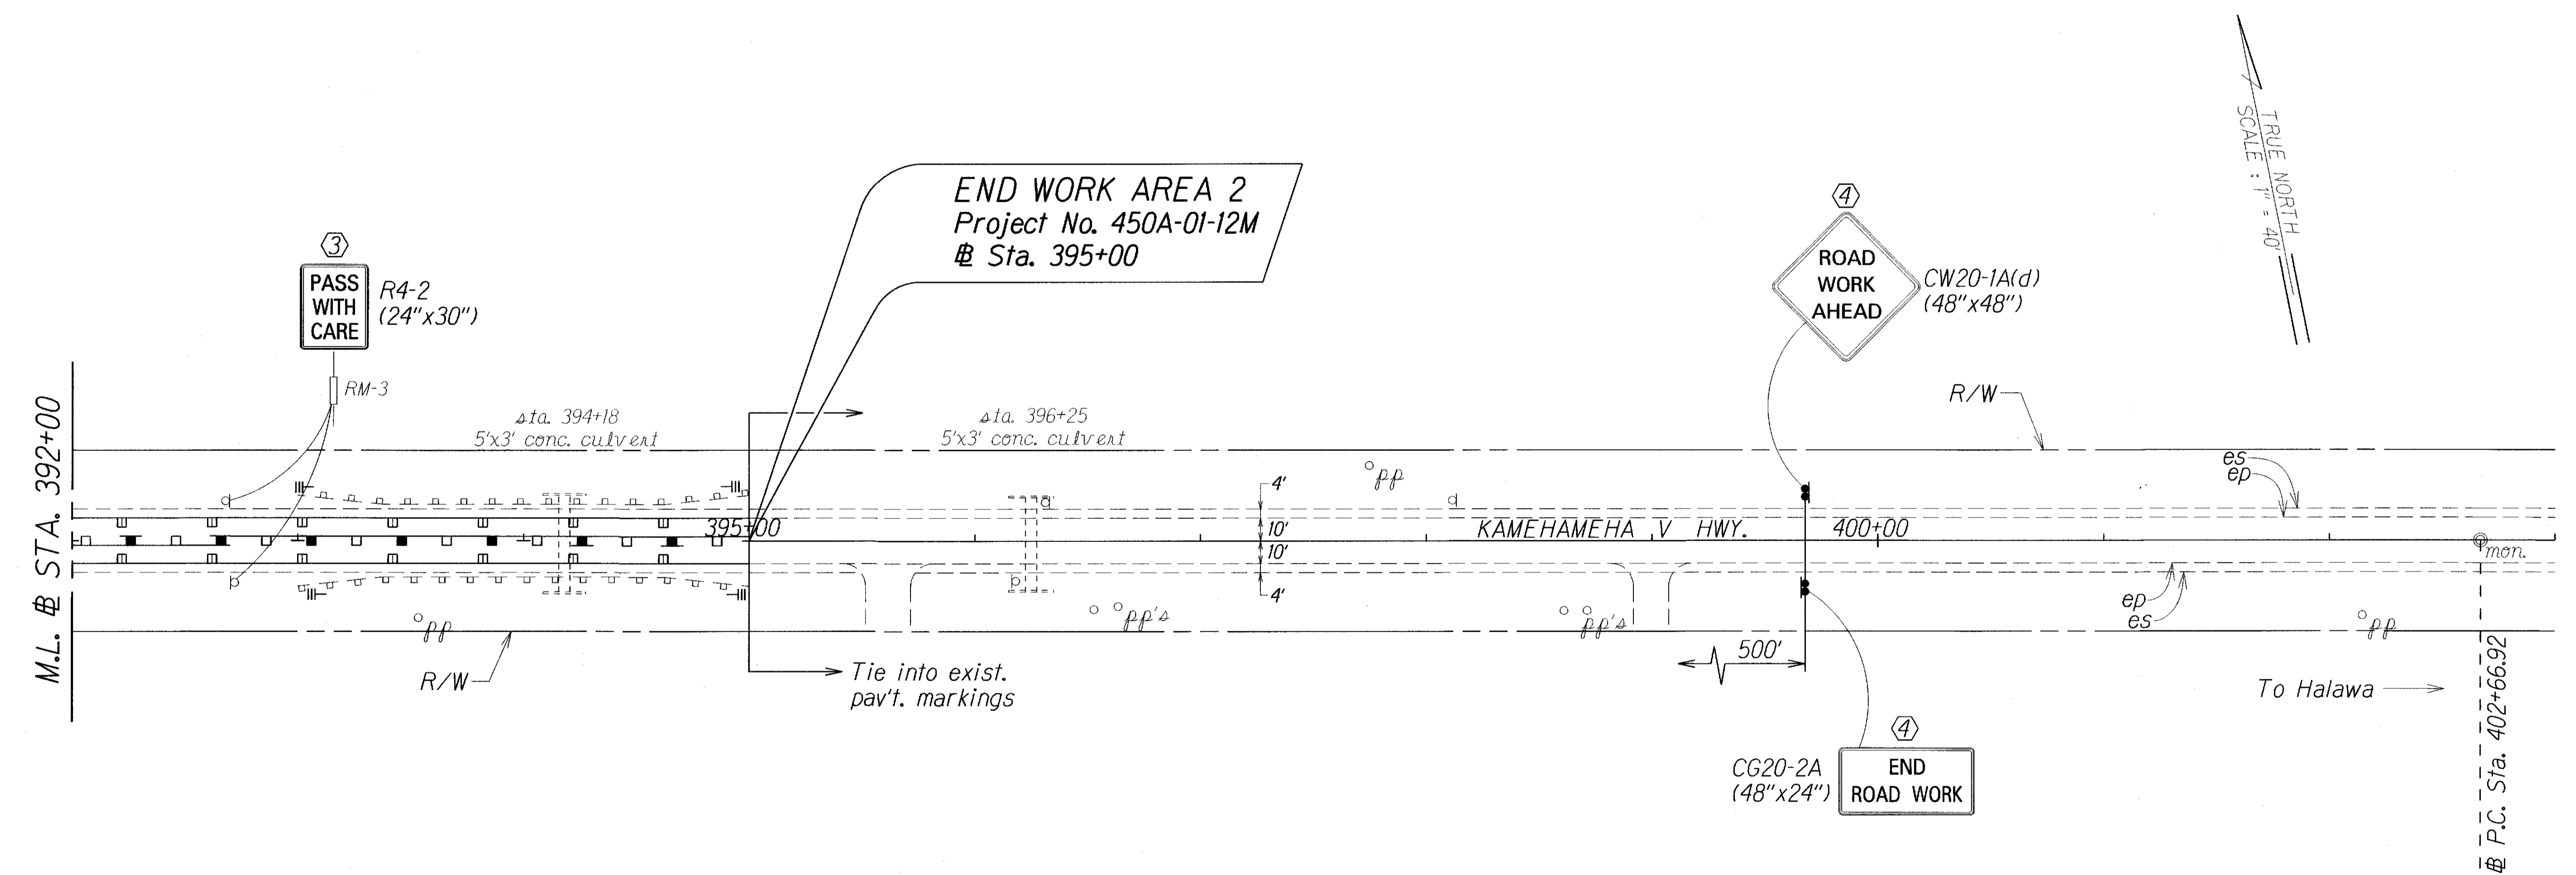 TRUE NORTH
SCALE : 1" = 40'
END WORK AREA 2
Project No. 450A-01-12M
℄ Sta. 395+00
3
PASS
WITH
CARE
R4-2
(24"x30")
RM-3
4
ROAD
WORK
AHEAD
CW20-1A(d)
(48"x48")
R/W
sta. 394+18
5'x3' conc. culvert
sta. 396+25
5'x3' conc. culvert
M.L. ℄ STA. 392+00
pp
es
ep
4'
10'
395+00
KAMEHAMEHA V HWY.
400+00
10'
mon.
4'
ep
es
pp
pp's
pp's
pp
R/W
500'
Tie into exist.
pav't. markings
To Halawa
℄ P.C. Sta. 402+66.92
4
CG20-2A
(48"x24")
END
ROAD WORK